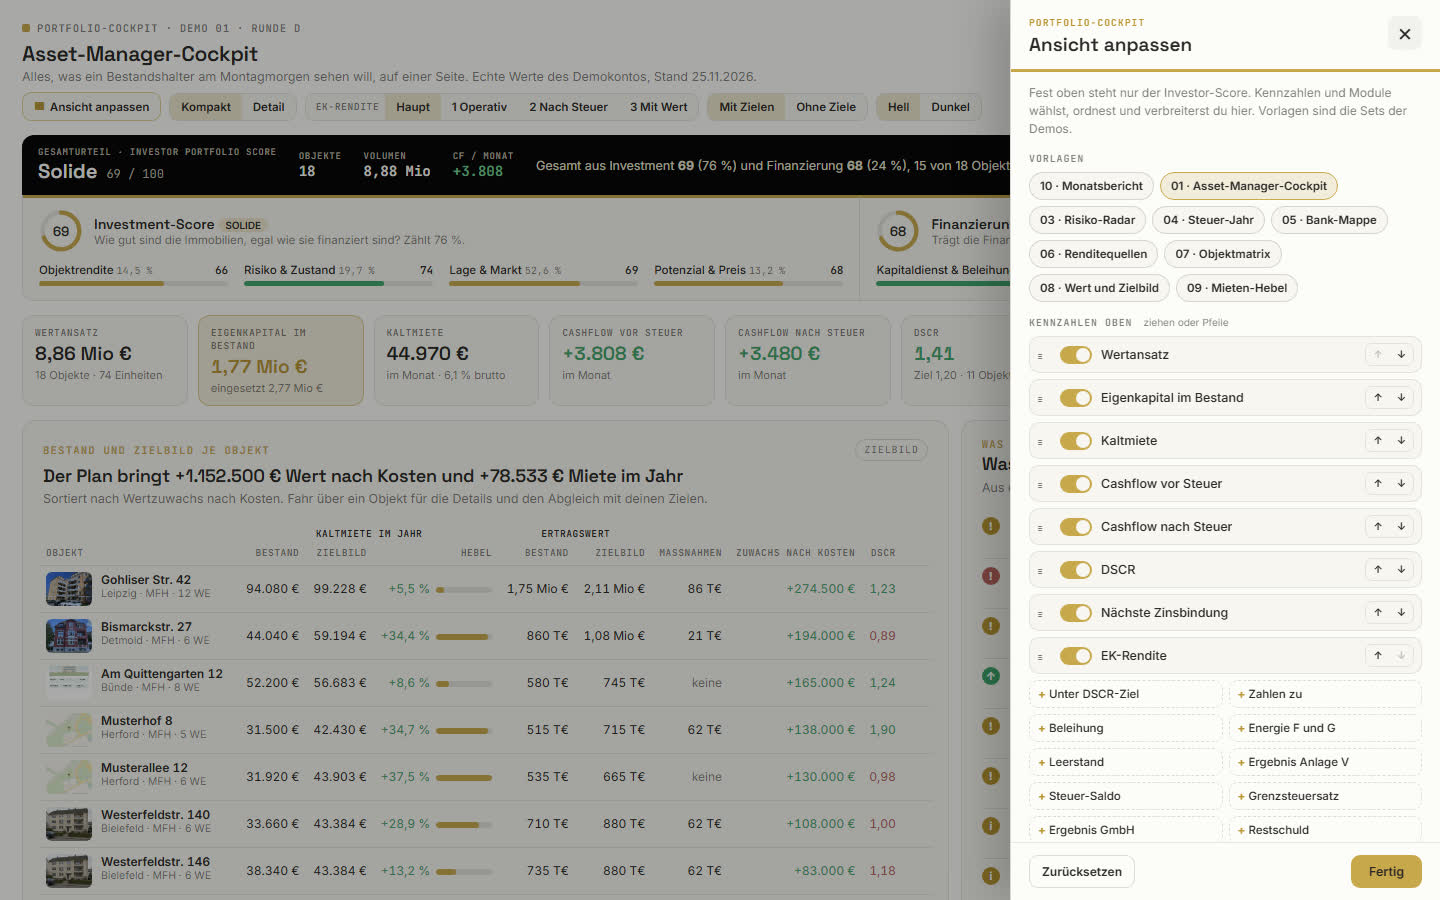 PORTFOLIO-COCKPIT · DEMO 01 · RUNDE D
Asset-Manager-Cockpit
Alles, was ein Bestandshalter am Montagmorgen sehen will, auf einer Seite. Echte Werte des Demokontos, Stand 25.11.2026.
Ansicht anpassen Kompakt Detail EK-RENDITE Haupt 1 Operativ 2 Nach Steuer 3 Mit Wert Mit Zielen Ohne Ziele Hell Dunkel
GESAMTURTEIL · INVESTOR PORTFOLIO SCORE
Solide 69 / 100
OBJEKTE
18
VOLUMEN
8,88 Mio
CF / MONAT
+3.808
Gesamt aus Investment 69 (76 %) und Finanzierung 68 (24 %), 15 von 18 Objekt
69
Investment-Score SOLIDE
Wie gut sind die Immobilien, egal wie sie finanziert sind? Zählt 76 %.
Objektrendite 14,5 % 66
Risiko & Zustand 19,7 % 74
Lage & Markt 52,6 % 69
Potenzial & Preis 13,2 % 68
68
Finanzierun
Trägt die Finan
Kapitaldienst & Beleihun
WERTANSATZ
8,86 Mio €
18 Objekte · 74 Einheiten
EIGENKAPITAL IM
BESTAND
1,77 Mio €
eingesetzt 2,77 Mio €
KALTMIETE
44.970 €
im Monat · 6,1 % brutto
CASHFLOW VOR STEUER
+3.808 €
im Monat
CASHFLOW NACH STEUER
+3.480 €
im Monat
DSCR
1,41
Ziel 1,20 · 11 Objek
BESTAND UND ZIELBILD JE OBJEKT
ZIELBILD
Der Plan bringt +1.152.500 € Wert nach Kosten und +78.533 € Miete im Jahr
Sortiert nach Wertzuwachs nach Kosten. Fahr über ein Objekt für die Details und den Abgleich mit deinen Zielen.
KALTMIETE IM JAHR ERTRAGSWERT
OBJEKT BESTAND ZIELBILD HEBEL BESTAND ZIELBILD MASSNAHMEN ZUWACHS NACH KOSTEN DSCR
Gohliser Str. 42
Leipzig · MFH · 12 WE
94.080 € 99.228 € +5,5 % 1,75 Mio € 2,11 Mio € 86 T€ +274.500 € 1,23
Bismarckstr. 27
Detmold · MFH · 6 WE
44.040 € 59.194 € +34,4 % 860 T€ 1,08 Mio € 21 T€ +194.000 € 0,89
Am Quittengarten 12
Bünde · MFH · 8 WE
52.200 € 56.683 € +8,6 % 580 T€ 745 T€ keine +165.000 € 1,24
Musterhof 8
Herford · MFH · 5 WE
31.500 € 42.430 € +34,7 % 515 T€ 715 T€ 62 T€ +138.000 € 1,90
Musterallee 12
Herford · MFH · 6 WE
31.920 € 43.903 € +37,5 % 535 T€ 665 T€ keine +130.000 € 0,98
Westerfeldstr. 140
Bielefeld · MFH · 6 WE
33.660 € 43.384 € +28,9 % 710 T€ 880 T€ 62 T€ +108.000 € 1,00
Westerfeldstr. 146
Bielefeld · MFH · 6 WE
38.340 € 43.384 € +13,2 % 735 T€ 880 T€ 62 T€ +83.000 € 1,18
WAS
Was
Aus
PORTFOLIO-COCKPIT
Ansicht anpassen
Fest oben steht nur der Investor-Score. Kennzahlen und Module
wählst, ordnest und verbreiterst du hier. Vorlagen sind die Sets der
Demos.
VORLAGEN
10 · Monatsbericht 01 · Asset-Manager-Cockpit
03 · Risiko-Radar 04 · Steuer-Jahr 05 · Bank-Mappe
06 · Renditequellen 07 · Objektmatrix
08 · Wert und Zielbild 09 · Mieten-Hebel
KENNZAHLEN OBEN ziehen oder Pfeile
Wertansatz
Eigenkapital im Bestand
Kaltmiete
Cashflow vor Steuer
Cashflow nach Steuer
DSCR
Nächste Zinsbindung
EK-Rendite
+ Unter DSCR-Ziel + Zahlen zu
+ Beleihung + Energie F und G
+ Leerstand + Ergebnis Anlage V
+ Steuer-Saldo + Grenzsteuersatz
+ Ergebnis GmbH + Restschuld
Zurücksetzen Fertig